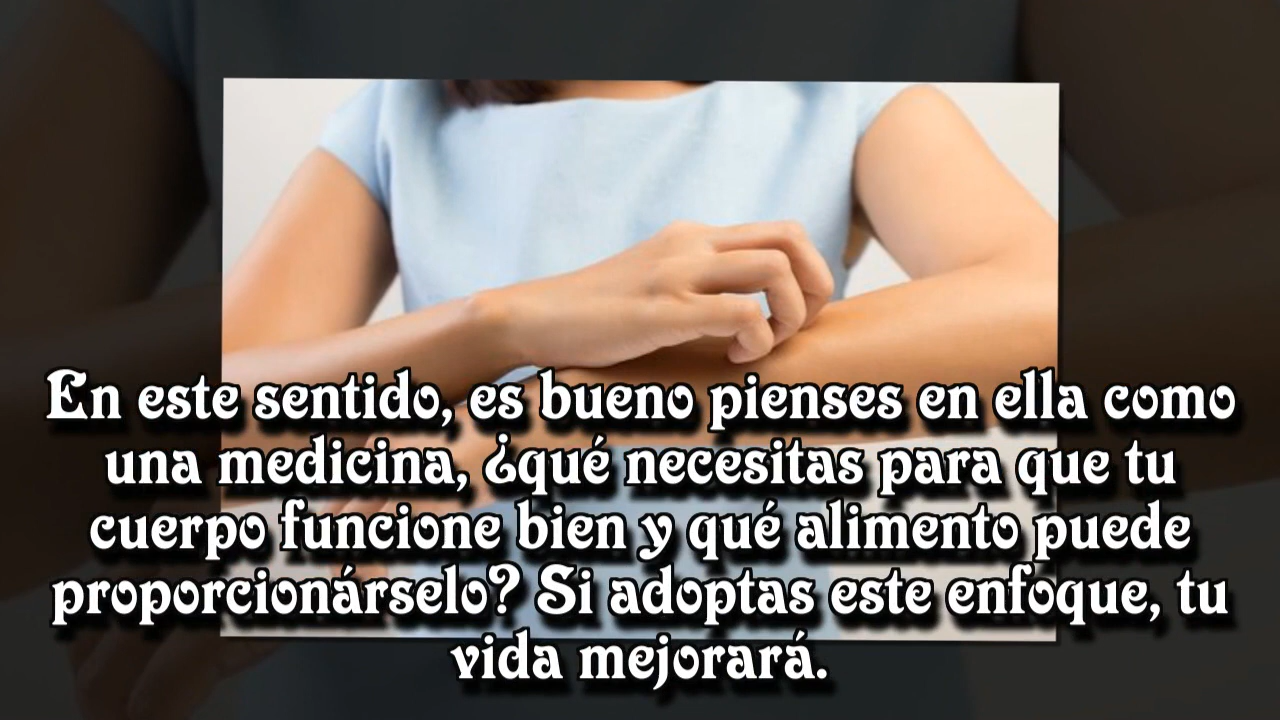 En este sentido, es bueno pienses en ella como
una medicina, ¿qué necesitas para que tu
cuerpo funcione bien y qué alimento puede
proporcionárselo? Si adoptas este enfoque, tu
vida mejorará.